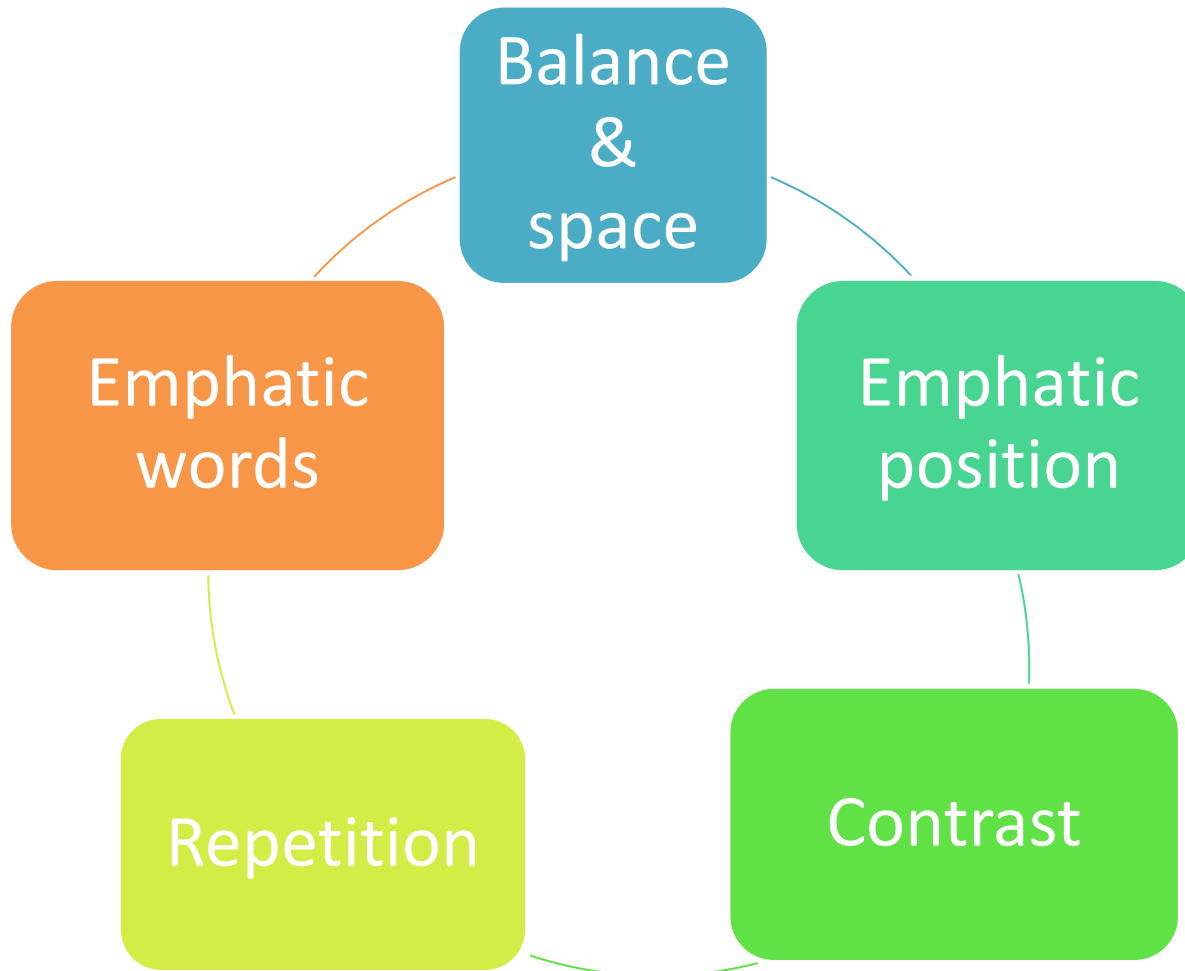 Balance
&
space
Emphatic
position
Contrast
Repetition
Emphatic
words